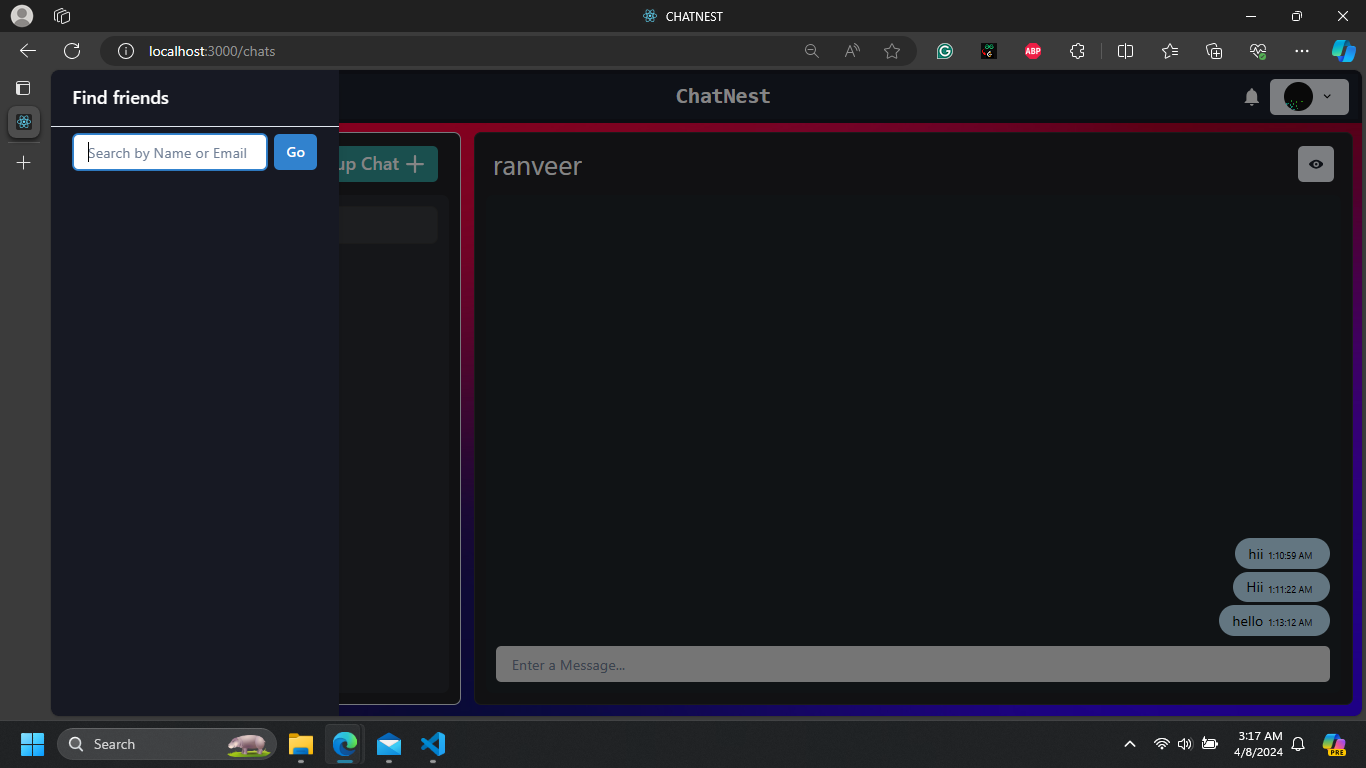 CHATNEST
localhost:3000/chats
ABP
Find friends
ChatNest
Search by Name or Email
Go
up Chat
ranveer
hii 1:10:59 AM
Hii 1:11:22 AM
hello 1:13:12 AM
Enter a Message...
Search
3:17 AM
4/8/2024
PRE